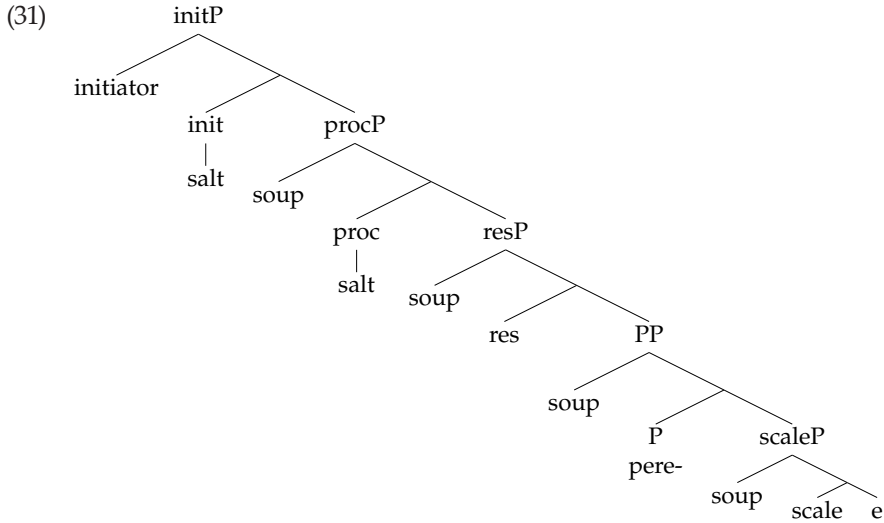 (31) initP
initiator
init procP
salt
soup
proc resP
salt
soup
res PP
soup
P scaleP
pere-
soup
scale e